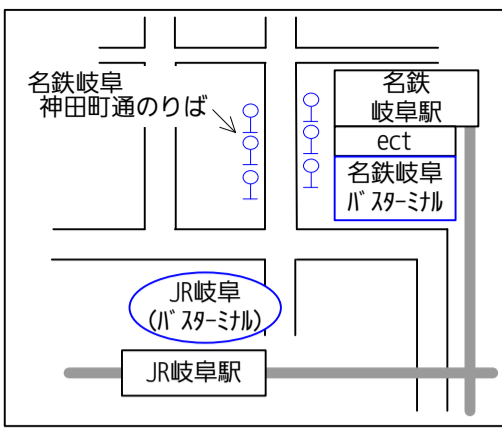 名鉄岐阜
神田町通のりば
名鉄
岐阜駅
ect
名鉄岐阜
バスターミナル
JR岐阜
(バスターミナル)
JR岐阜駅